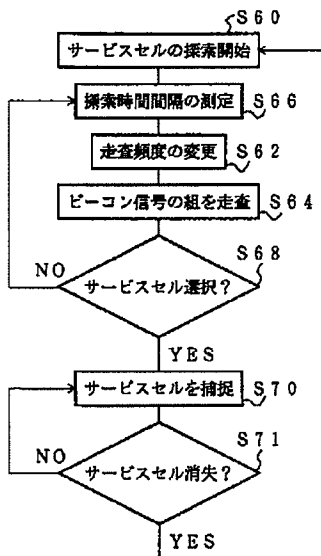 S60
サービスセルの探索開始
探索時間間隔の測定
S66
走査頻度の変更
S62
ビーコン信号の組を走査
S64
S68
NO
サービスセル選択?
YES
サービスセルを捕捉
S70
S71
NO
サービスセル消失?
YES